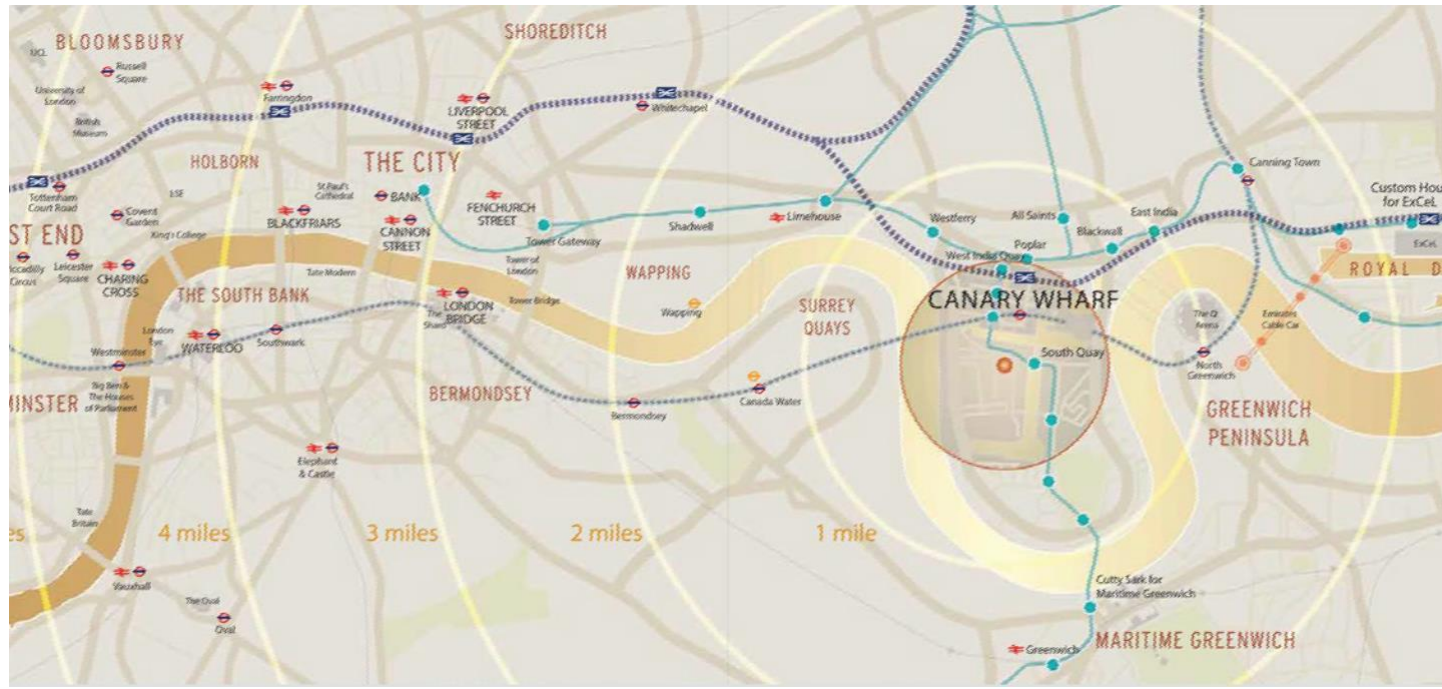 BLOOMSBURY
UCL
Russell
Square
University of
London
British
Museum
SHOREDITCH
Farringdon
LIVERPOOL
STREET
Whitechapel
HOLBORN
THE CITY
Tottenham
Court Road
LSE
St.Paul's
Cathedral
BANK
Covent
Garden
King's College
BLACKFRIARS
CANNON
STREET
FENCHURCH
STREET
Tower Gateway
Shadwell
Limehouse
Westferry
All Saints
Poplar
Blackwall
East India
Canning Town
Custom Hou
for ExCeL
ExCeL
ST END
iccadilly
Circus
Leicester
Square
CHARING
CROSS
Tate Modern
Tower of
London
WAPPING
West India Quay
ROYAL D
THE SOUTH BANK
LONDON
BRIDGE
The
Shard
Tower Bridge
Wapping
SURREY
QUAYS
CANARY WHARF
The O2
Arena
Emirates
Cable Car
London
Eye
WATERLOO
Southwark
Westminster
South Quay
North
Greenwich
Big Ben &
The Houses
of Parliament
MINSTER
BERMONDSEY
Bermondsey
Canada Water
GREENWICH
PENINSULA
Elephant
& Castle
Tate
Britain
es
4 miles
3 miles
2 miles
1 mile
Vauxhall
The Oval
Oval
Cutty Sark for
Maritime Greenwich
Greenwich
MARITIME GREENWICH